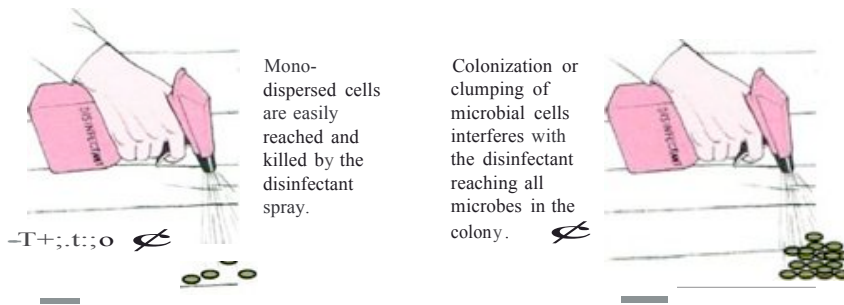 DISINFECTANT
Mono-
dispersed cells
are easily
reached and
killed by the
disinfectant
spray.
-T+;.t:;o ¢
Colonization or
clumping of
microbial cells
interferes with
the disinfectant
reaching all
microbes in the
colony. ¢
DISINFECTANT